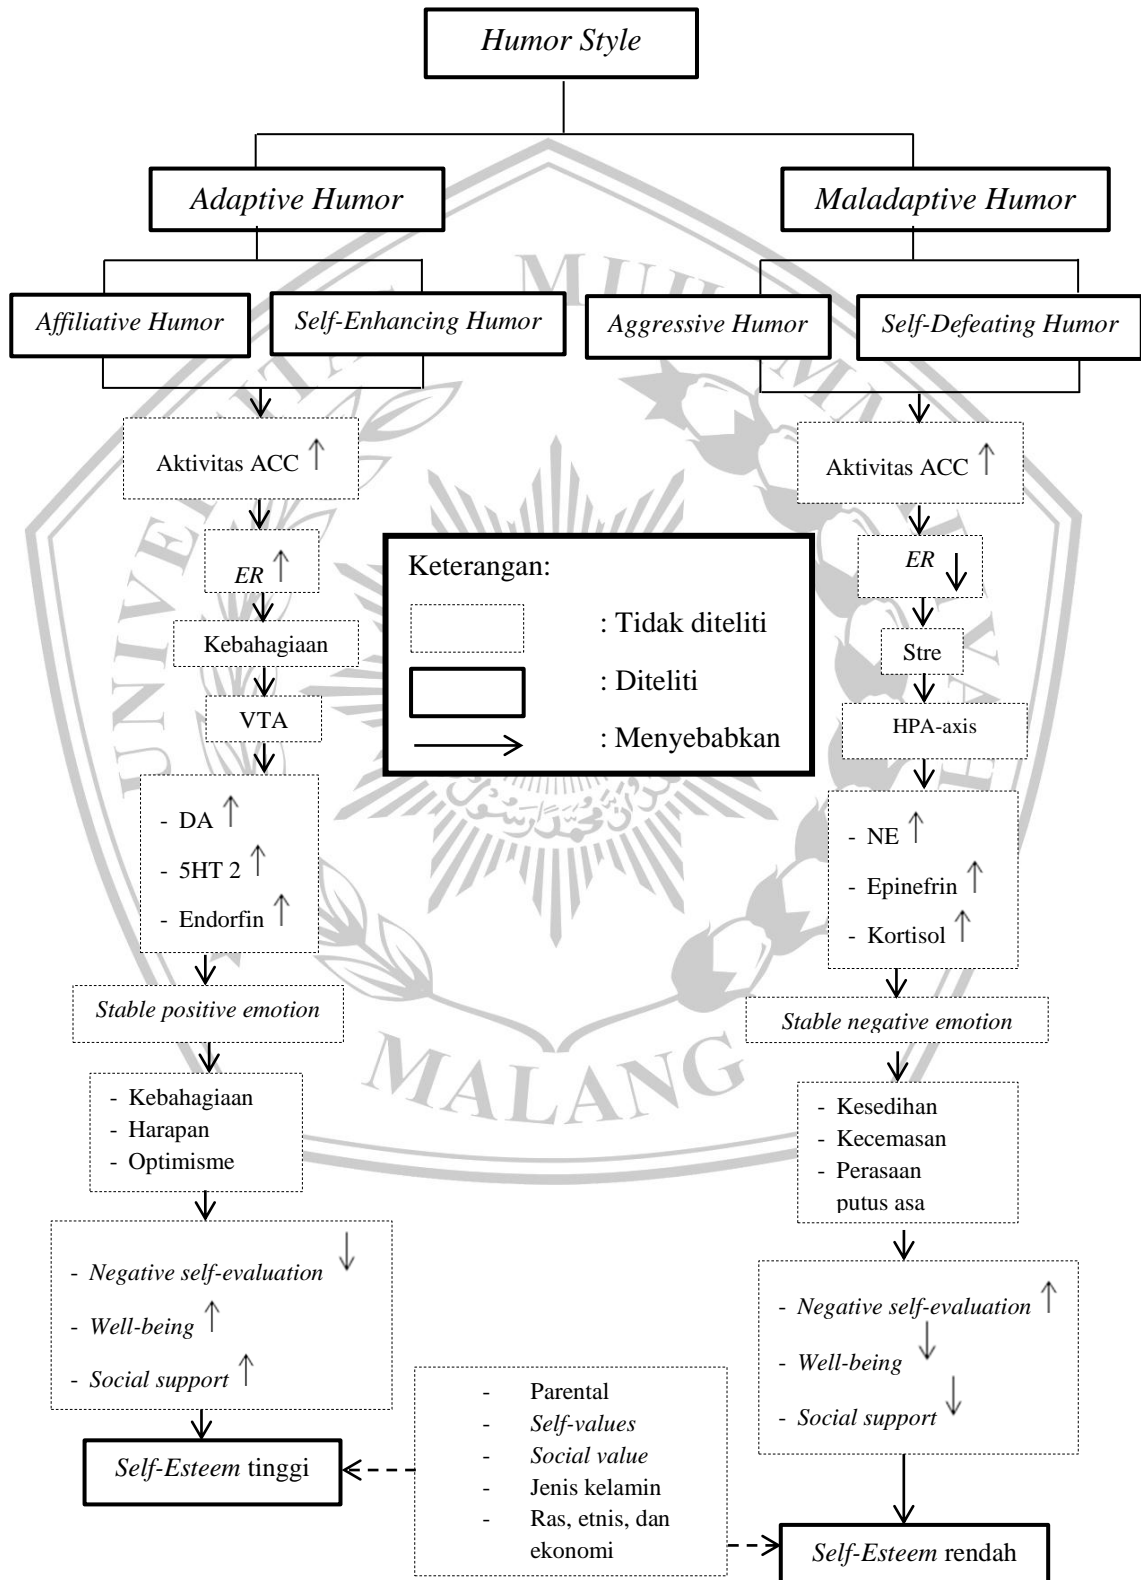 Humor Style
Adaptive Humor
Maladaptive Humor
Affiliative Humor
Self-Enhancing Humor
Aggressive Humor
Self-Defeating Humor
Aktivitas ACC ↑
ER ↑
Kebahagiaan
VTA
- DA ↑
- 5HT 2 ↑
- Endorfin ↑
Stable positive emotion
- Kebahagiaan
- Harapan
- Optimisme
- Negative self-evaluation ↓
- Well-being ↑
- Social support ↑
Self-Esteem tinggi
Keterangan:
: Tidak diteliti
: Diteliti
: Menyebabkan
Aktivitas ACC ↑
ER ↓
Stre
HPA-axis
- NE ↑
- Epinefrin ↑
- Kortisol ↑
Stable negative emotion
- Kesedihan
- Kecemasan
- Perasaan
putus asa
- Negative self-evaluation ↑
- Well-being ↓
- Social support ↓
Self-Esteem rendah
- Parental
- Self-values
- Social value
- Jenis kelamin
- Ras, etnis, dan
ekonomi
MALANG